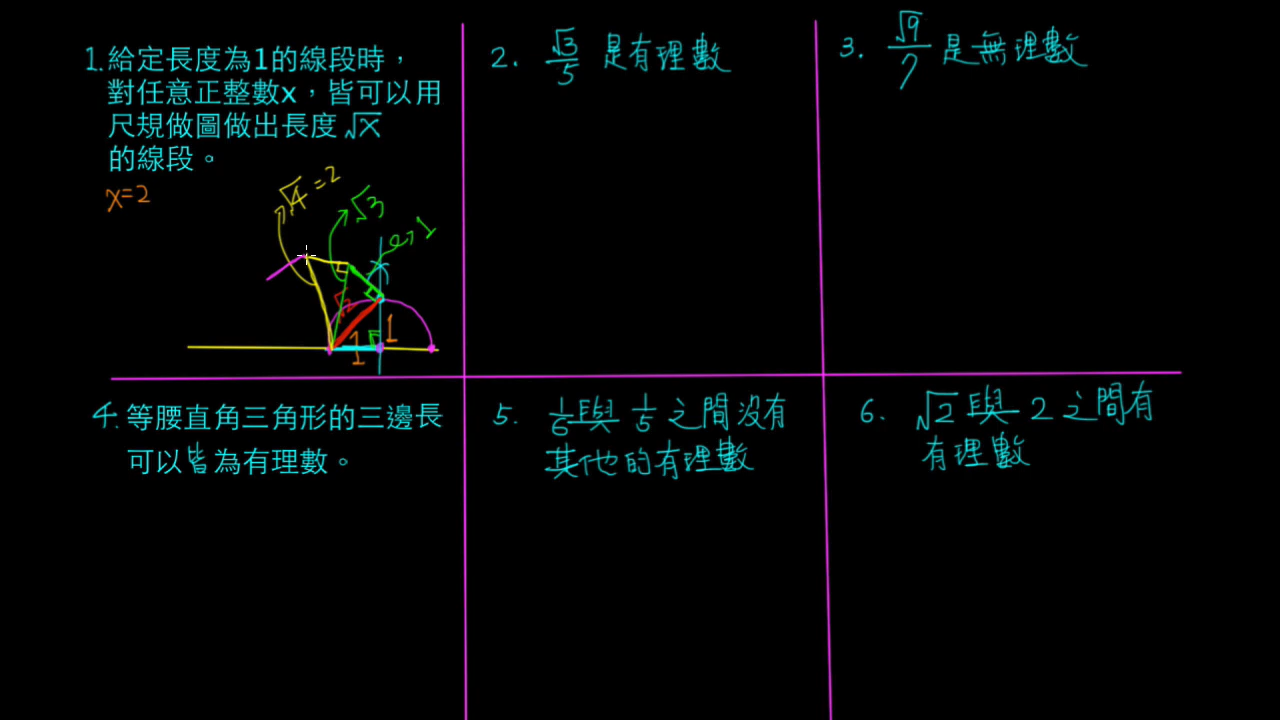 1. 給定長度為1的線段時，
對任意正整數x，皆可以用
尺規做圖做出長度 √x
的線段。
x=2
√4=2
√3
1
√2
1
1
2. √3/5 是有理數
3. √9/7 是無理數
4. 等腰直角三角形的三邊長
可以皆為有理數。
5. 1/6與 1/5 之間沒有
其他的有理數
6. √2與 2 之間有
有理數